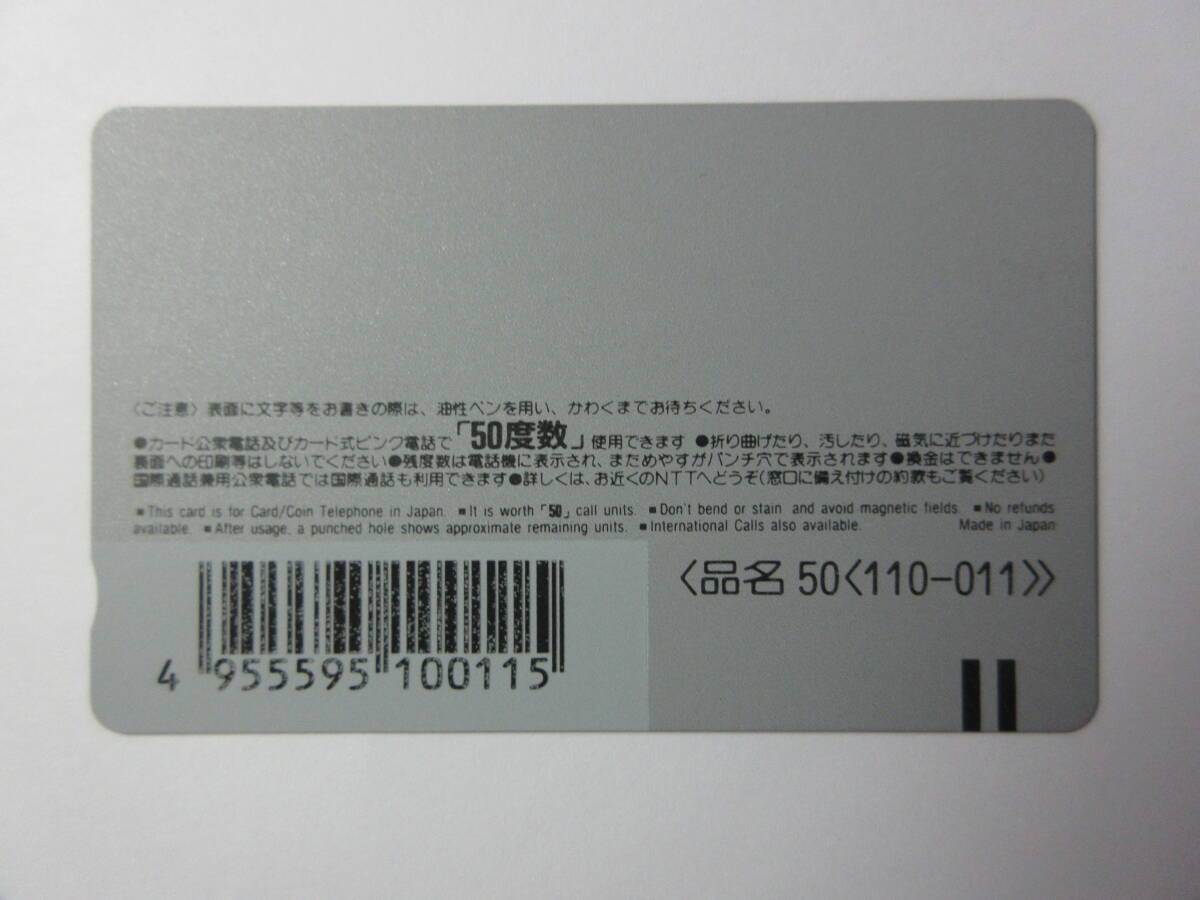 〈ご注意〉表面に文字等をお書きの際は、油性ペンを用い、かわくまでお待ちください。
●カード公衆電話及びカード式ピンク電話で「50度数」使用できます ●折り曲げたり、汚したり、磁気に近づけたりまた
表面への印刷等はしないでください●残度数は電話機に表示され、まためやすがパンチ穴で表示されます●換金はできません●
国際通話兼用公衆電話では国際通話も利用できます●詳しくは、お近くのNTTへどうぞ(窓口に備え付けの約款もご覧ください)
■This card is for Card/Coin Telephone in Japan. ■It is worth「50」call units. ■Don't bend or stain and avoid magnetic fields. ■No refunds
available. ■After usage, a punched hole shows approximate remaining units. ■International Calls also available. Made in Japan
〈品名 50〈110-011〉〉
4 955595 100115